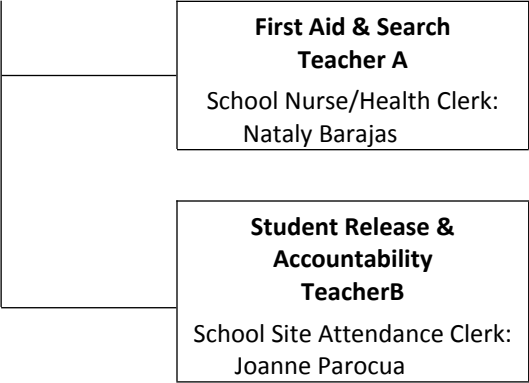 First Aid & Search
Teacher A
School Nurse/Health Clerk:
Nataly Barajas
Student Release &
Accountability
TeacherB
School Site Attendance Clerk:
Joanne Parocua